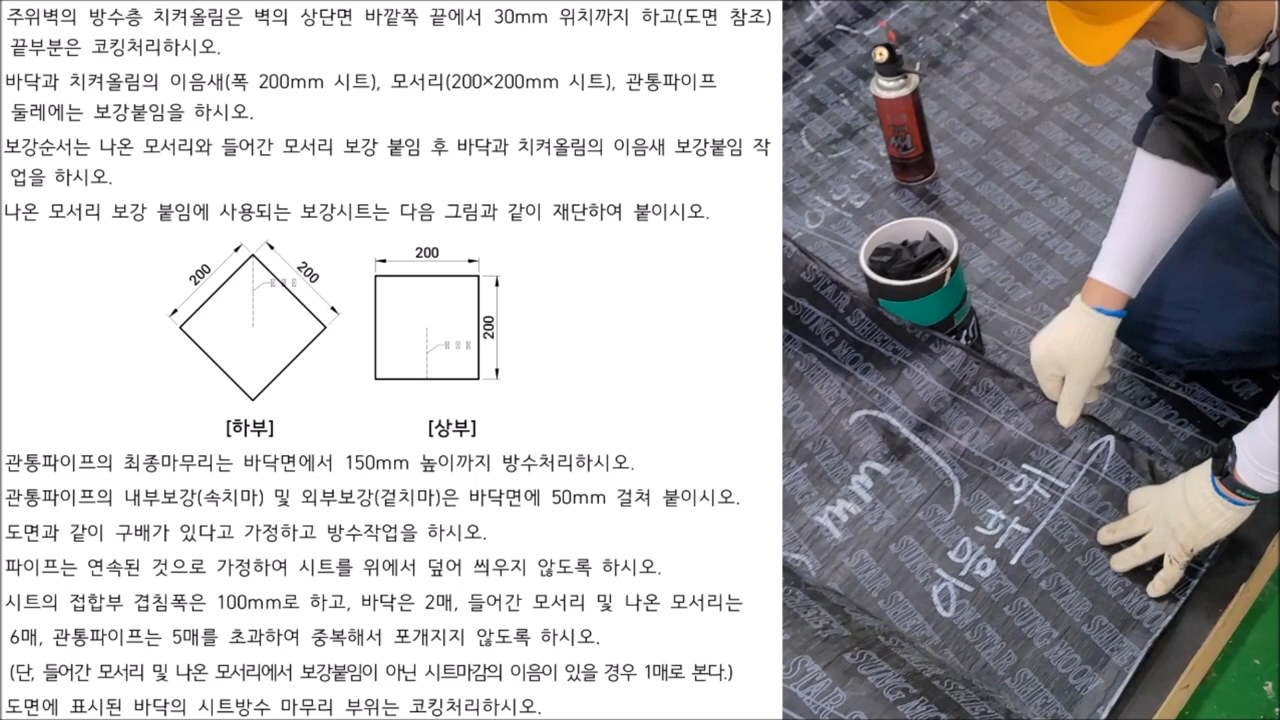 주위벽의 방수층 치켜올림은 벽의 상단면 바깥쪽 끝에서 30mm 위치까지 하고(도면 참조)
끝부분은 코킹처리하시오.
바닥과 치켜올림의 이음새(폭 200mm 시트), 모서리(200×200mm 시트), 관통파이프
둘레에는 보강붙임을 하시오.
보강순서는 나온 모서리와 들어간 모서리 보강 붙임 후 바닥과 치켜올림의 이음새 보강붙임 작
업을 하시오.
나온 모서리 보강 붙임에 사용되는 보강시트는 다음 그림과 같이 재단하여 붙이시오.
200 200
200
200
[하부] [상부]
관통파이프의 최종마무리는 바닥면에서 150mm 높이까지 방수처리하시오.
관통파이프의 내부보강(속치마) 및 외부보강(겉치마)은 바닥면에 50mm 걸쳐 붙이시오.
도면과 같이 구배가 있다고 가정하고 방수작업을 하시오.
파이프는 연속된 것으로 가정하여 시트를 위에서 덮어 씌우지 않도록 하시오.
시트의 접합부 겹침폭은 100mm로 하고, 바닥은 2매, 들어간 모서리 및 나온 모서리는
6매, 관통파이프는 5매를 초과하여 중복해서 포개지지 않도록 하시오.
(단, 들어간 모서리 및 나온 모서리에서 보강붙임이 아닌 시트마감의 이음이 있을 경우 1매로 본다.)
도면에 표시된 바닥의 시트방수 마무리 부위는 코킹처리하시오.
STAR SHEET
SUNG MOON
STAR SHEET
SUNG MOON
STAR SHEET
SUNG MOON
STAR SHEET